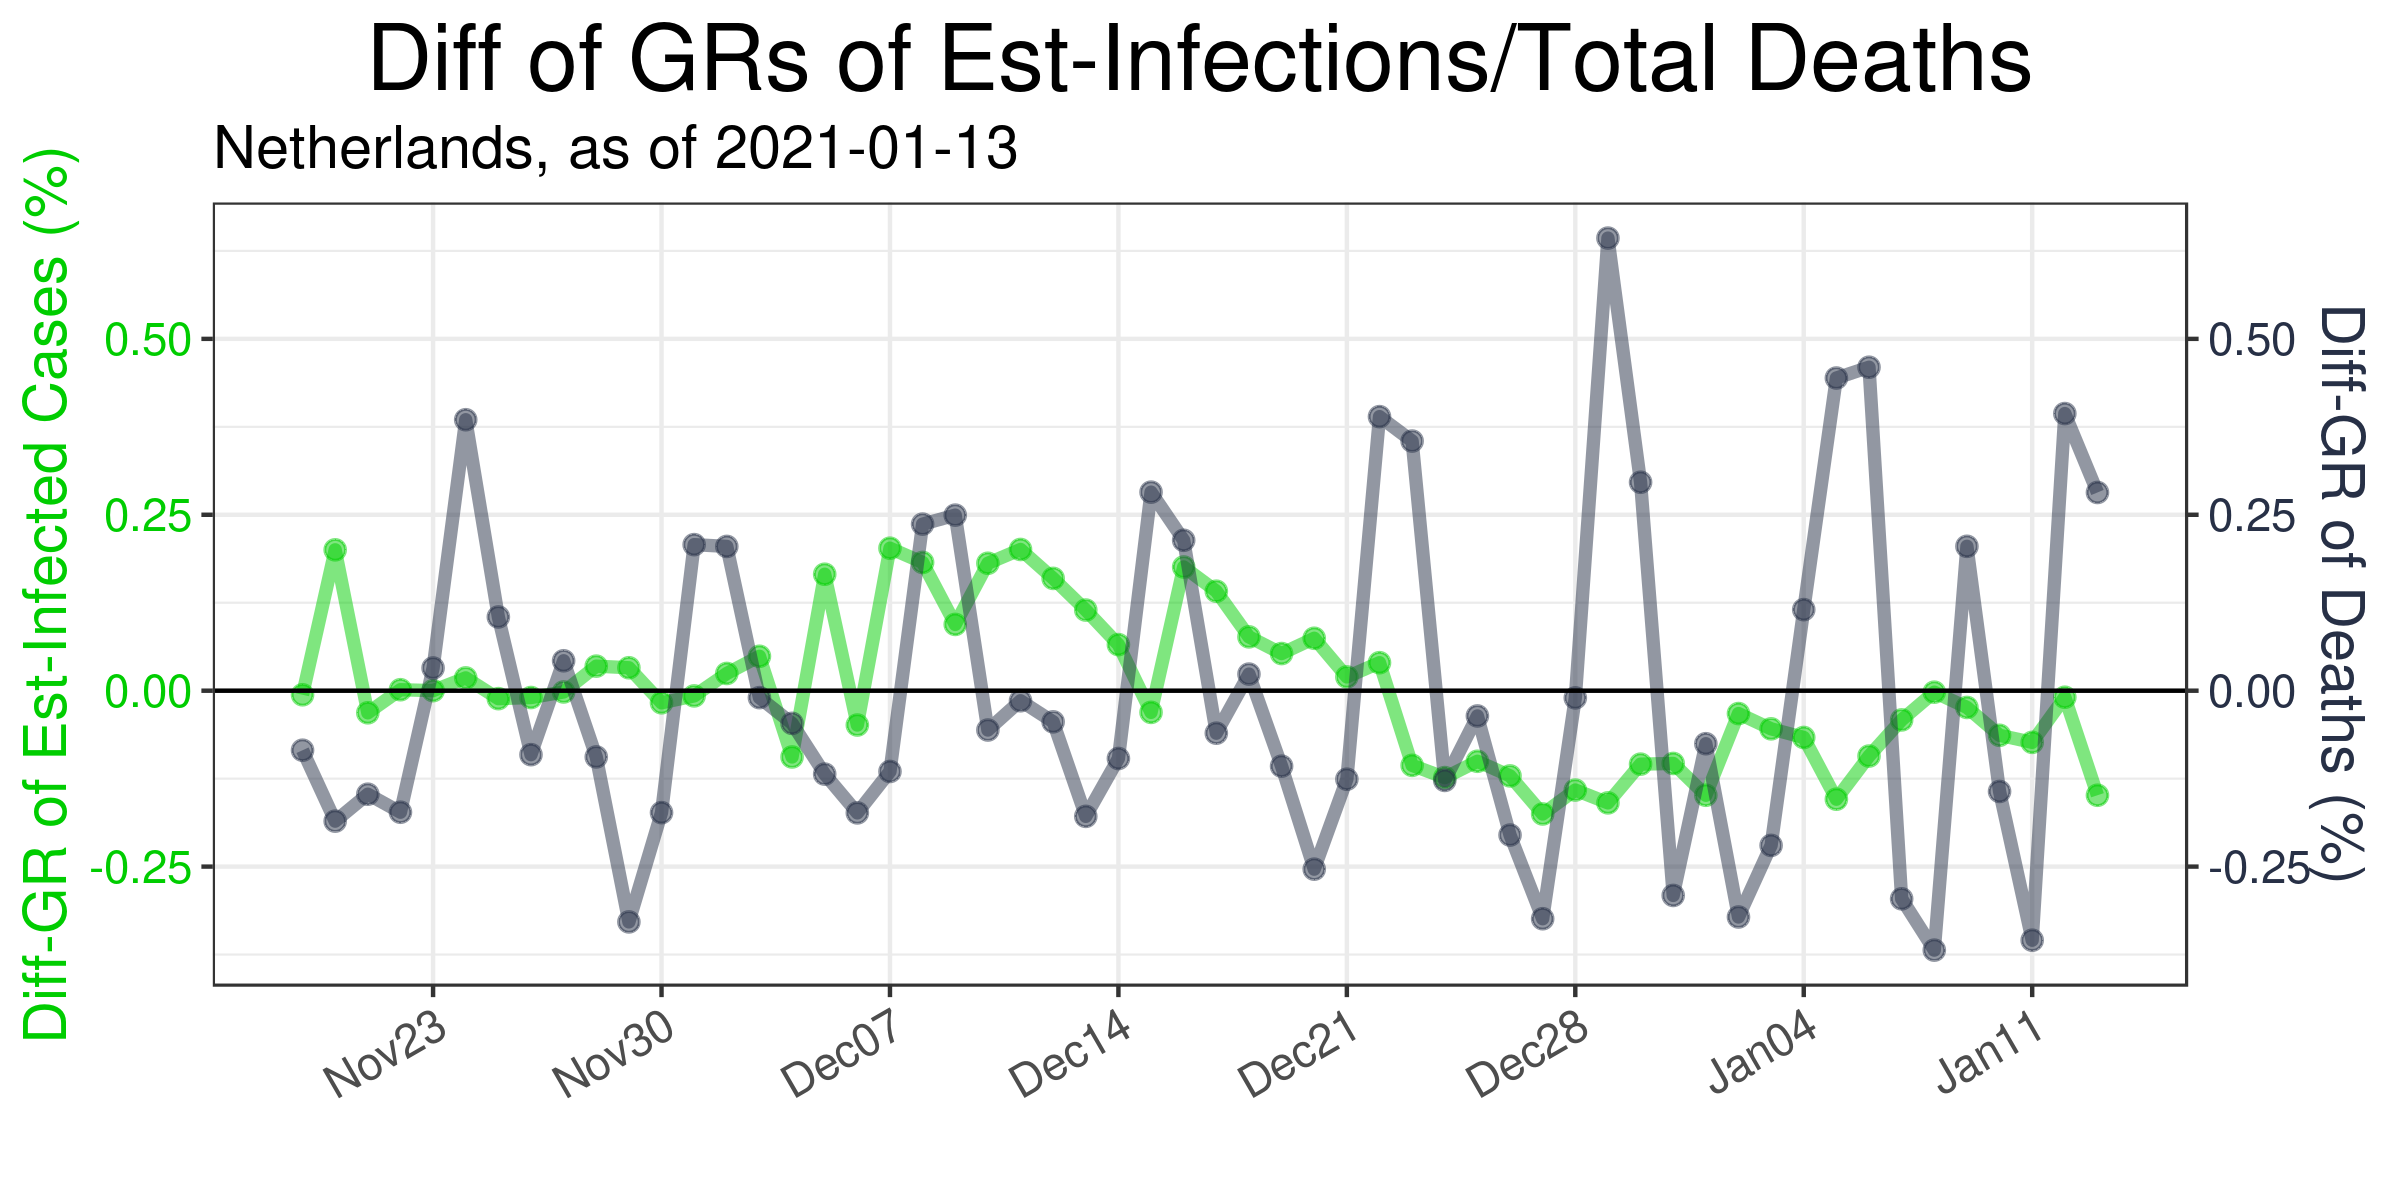 Diff of GRs of Est-Infections/Total Deaths
Netherlands, as of 2021-01-13
Diff-GR of Est-Infected Cases (%)
0.50
0.25
0.00
-0.25
0.50
0.25
0.00
-0.25
Diff-GR of Deaths (%)
Nov23
Nov30
Dec07
Dec14
Dec21
Dec28
Jan04
Jan11